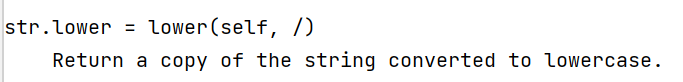 str.lower = lower(self, /)
    Return a copy of the string converted to lowercase.